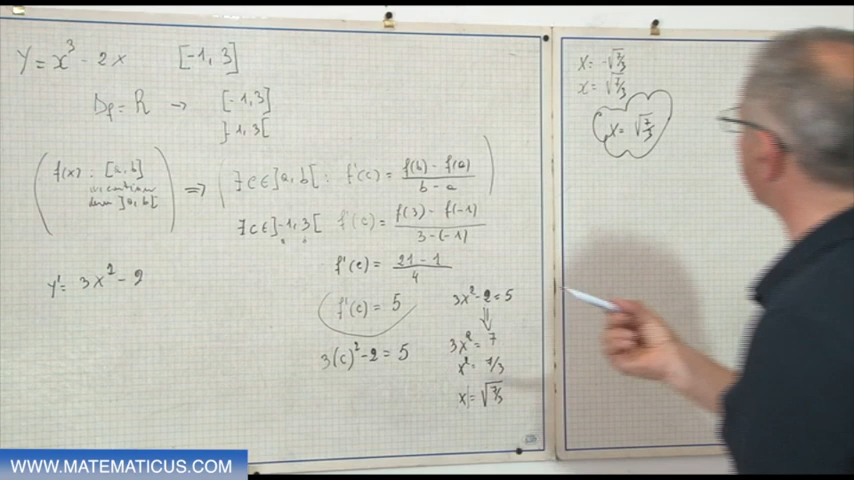 y = x³ - 2x [-1, 3]
Df = R → [-1, 3]
]-1, 3[
f(x) : [a, b]
]a, b[
⇒ ∃ c ∈ ]a, b[ : f'(c) = f(b) - f(a) / b - a
∃ c ∈ ]-1, 3[ f'(c) = f(3) - f(-1) / 3 - (-1)
f'(c) = 21 - 1 / 4
y' = 3x² - 2
f'(c) = 5
3(c)² - 2 = 5
3x² - 2 = 5
⇓
3x² = 7
x² = 7/3
x = √7/3
x = -√7/3
x = √7/3
x = √7/3
WWW.MATEMATICUS.COM